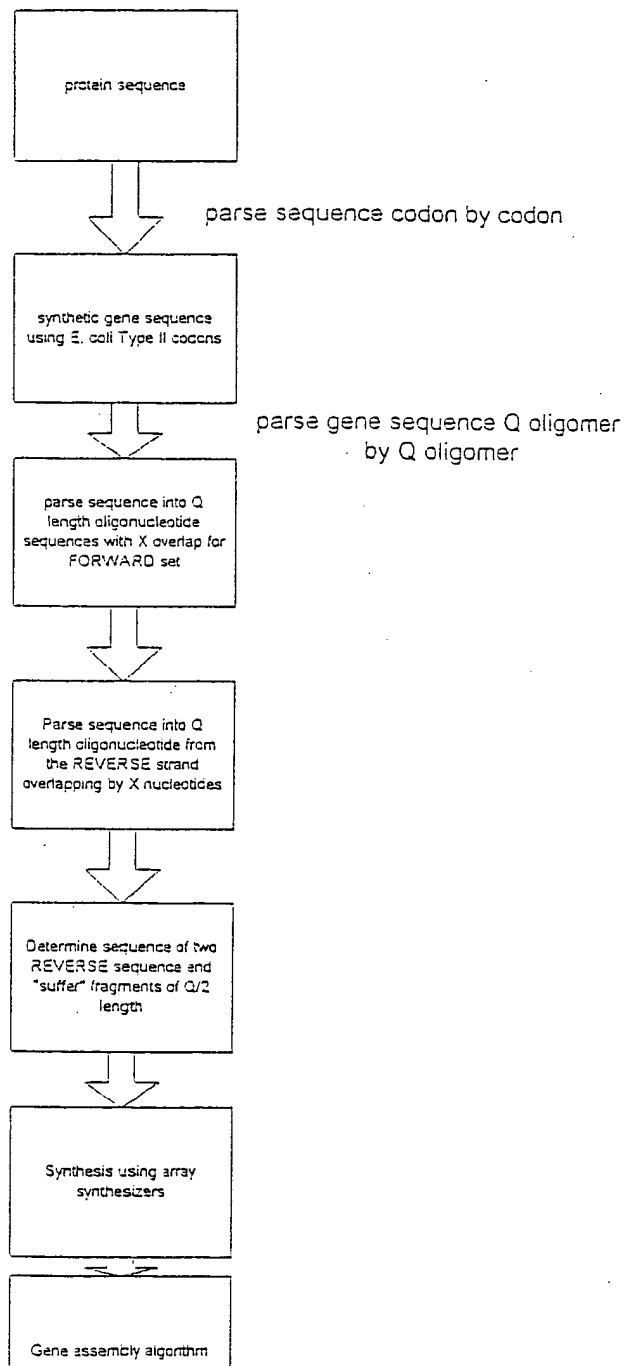 protein sequence
parse sequence codon by codon
synthetic gene sequence
using E. coli Type II codons
parse gene sequence Q oligomer
by Q oligomer
parse sequence into Q
length oligonucleotide
sequences with X overlap for
FORWARD set
Parse sequence into Q
length oligonucleotide from
the REVERSE strand
overlapping by X nucleotides
Determine sequence of two
REVERSE sequence end
"suffer" fragments of Q/2
length
Synthesis using array
synthesizers
Gene assembly algorithm